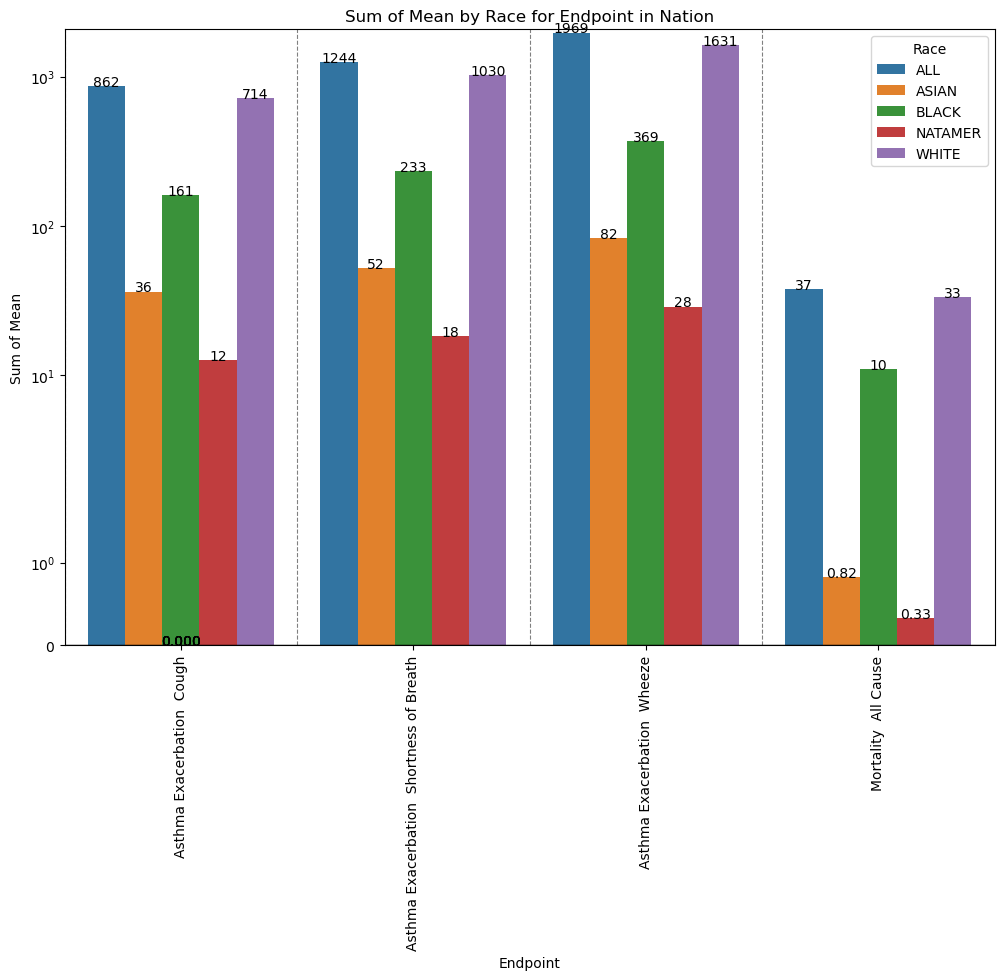 Sum of Mean by Race for Endpoint in Nation
Race
ALL
ASIAN
BLACK
NATAMER
WHITE
Sum of Mean
10³
10²
10¹
10⁰
0
862
36
161
12
714
0.000
1244
52
233
18
1030
1969
82
369
28
1631
37
0.82
10
0.33
33
Asthma Exacerbation  Cough
Asthma Exacerbation  Shortness of Breath
Asthma Exacerbation  Wheeze
Mortality  All Cause
Endpoint